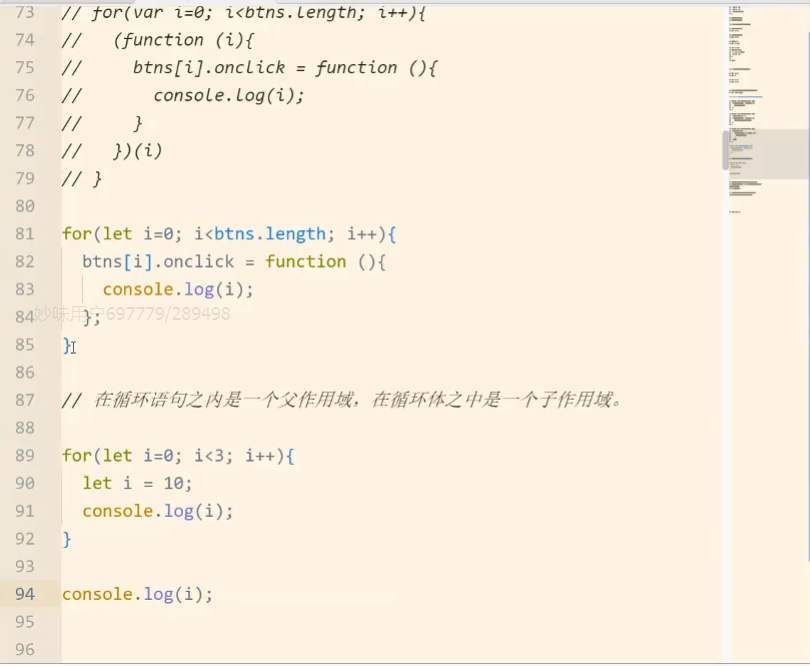 73 // for(var i=0; i<btns.length; i++){
74 //   (function (i){
75 //     btns[i].onclick = function (){
76 //       console.log(i);
77 //     }
78 //   })(i)
79 // }
80
81 for(let i=0; i<btns.length; i++){
82   btns[i].onclick = function (){
83     console.log(i);
84   };
妙味用户697779/289498
85 }
86
87 // 在循环语句之内是一个父作用域，在循环体之中是一个子作用域。
88
89 for(let i=0; i<3; i++){
90   let i = 10;
91   console.log(i);
92 }
93
94 console.log(i);
95
96